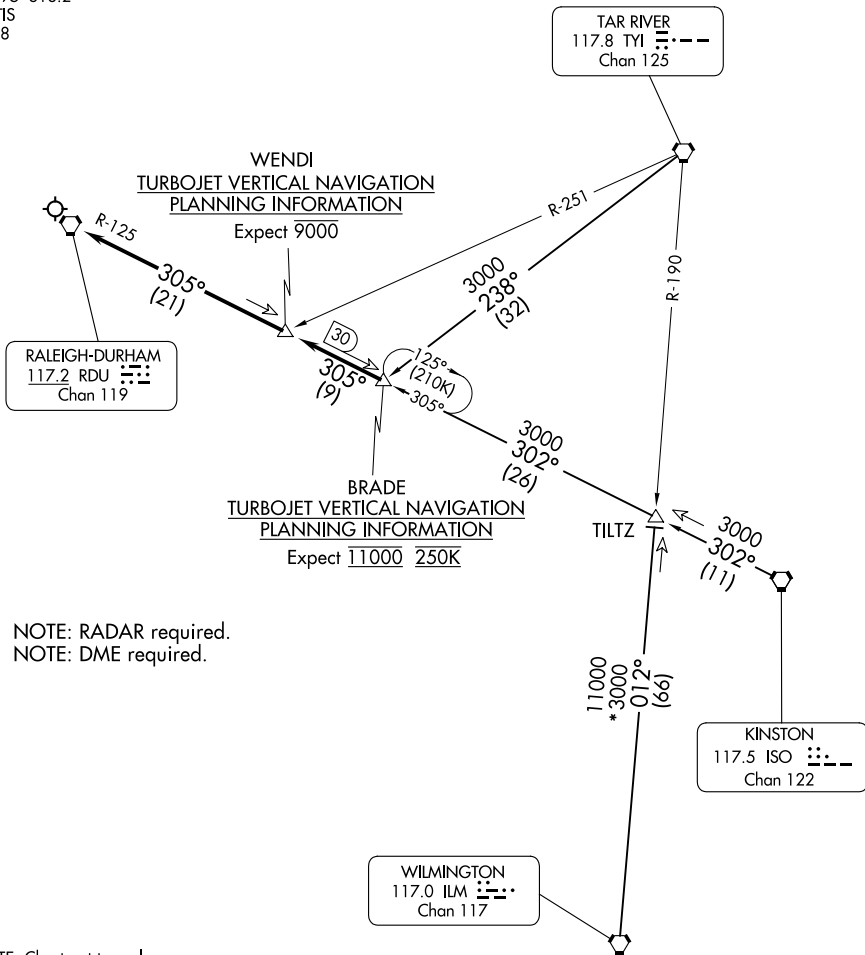 TIS
8
TAR RIVER
117.8 TYI
Chan 125
WENDI
TURBOJET VERTICAL NAVIGATION
PLANNING INFORMATION
Expect 9000
R-251
R-125
R-190
305°
(21)
3000
238°
(32)
RALEIGH-DURHAM
117.2 RDU
Chan 119
30
305°
(9)
125°
(210K)
305°
3000
302°
(26)
BRADE
TURBOJET VERTICAL NAVIGATION
PLANNING INFORMATION
Expect 11000 250K
TILTZ
3000
302°
(11)
NOTE: RADAR required.
NOTE: DME required.
11000
*3000
012°
(66)
KINSTON
117.5 ISO
Chan 122
WILMINGTON
117.0 ILM
Chan 117